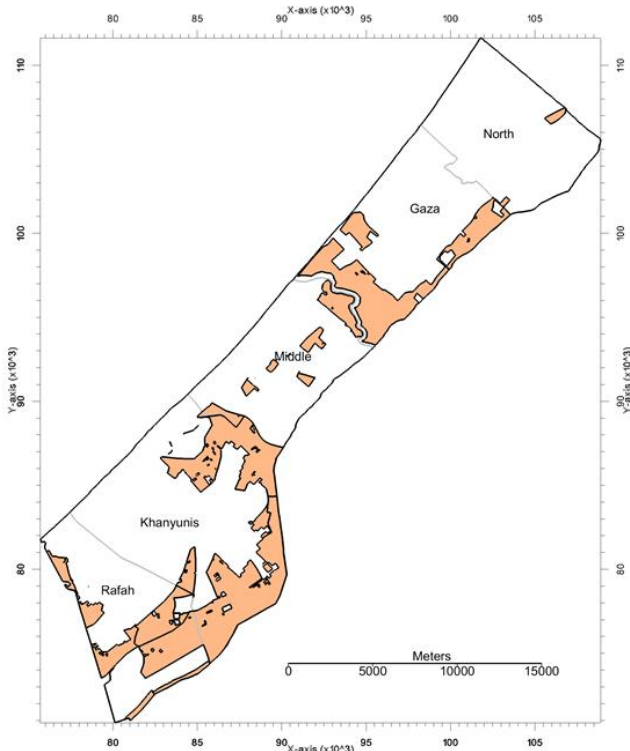 X-axis (x10^3)
80 85 90 95 100 105
110 110
North
Gaza
100 100
Middle
Y-axis (x10^3) Y-axis (x10^3)
90 90
Khanyunis
80 80
Rafah
Meters
0 5000 10000 15000
80 85 90 95 100 105
X-axis (x10^3)